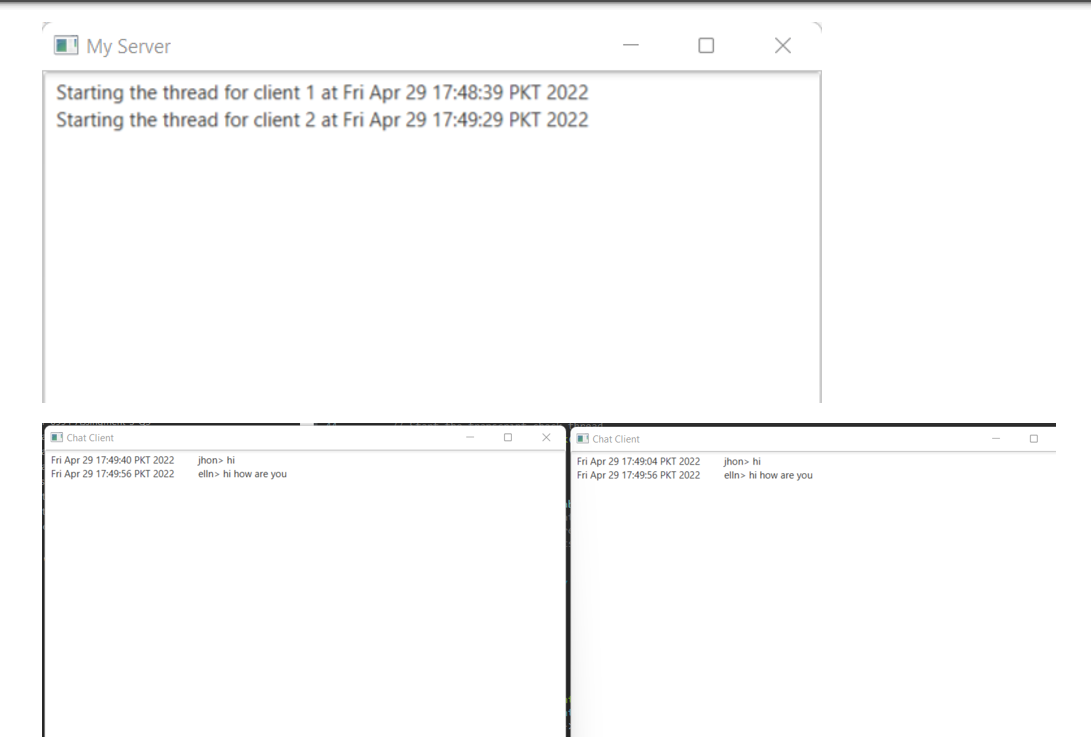 My Server
Starting the thread for client 1 at Fri Apr 29 17:48:39 PKT 2022
Starting the thread for client 2 at Fri Apr 29 17:49:29 PKT 2022
Chat Client
Fri Apr 29 17:49:40 PKT 2022 jhon> hi
Fri Apr 29 17:49:56 PKT 2022 elln> hi how are you
Chat Client
Fri Apr 29 17:49:04 PKT 2022 jhon> hi
Fri Apr 29 17:49:56 PKT 2022 elln> hi how are you